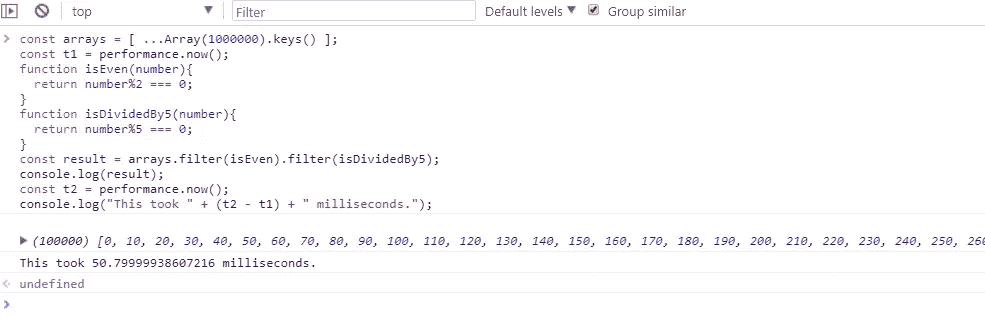 top Filter Default levels Group similar
const arrays = [ ...Array(1000000).keys() ];
const t1 = performance.now();
function isEven(number){
  return number%2 === 0;
}
function isDividedBy5(number){
  return number%5 === 0;
}
const result = arrays.filter(isEven).filter(isDividedBy5);
console.log(result);
const t2 = performance.now();
console.log("This took " + (t2 - t1) + " milliseconds.");
(100000) [0, 10, 20, 30, 40, 50, 60, 70, 80, 90, 100, 110, 120, 130, 140, 150, 160, 170, 180, 190, 200, 210, 220, 230, 240, 250, 260
This took 50.79999938607216 milliseconds.
undefined